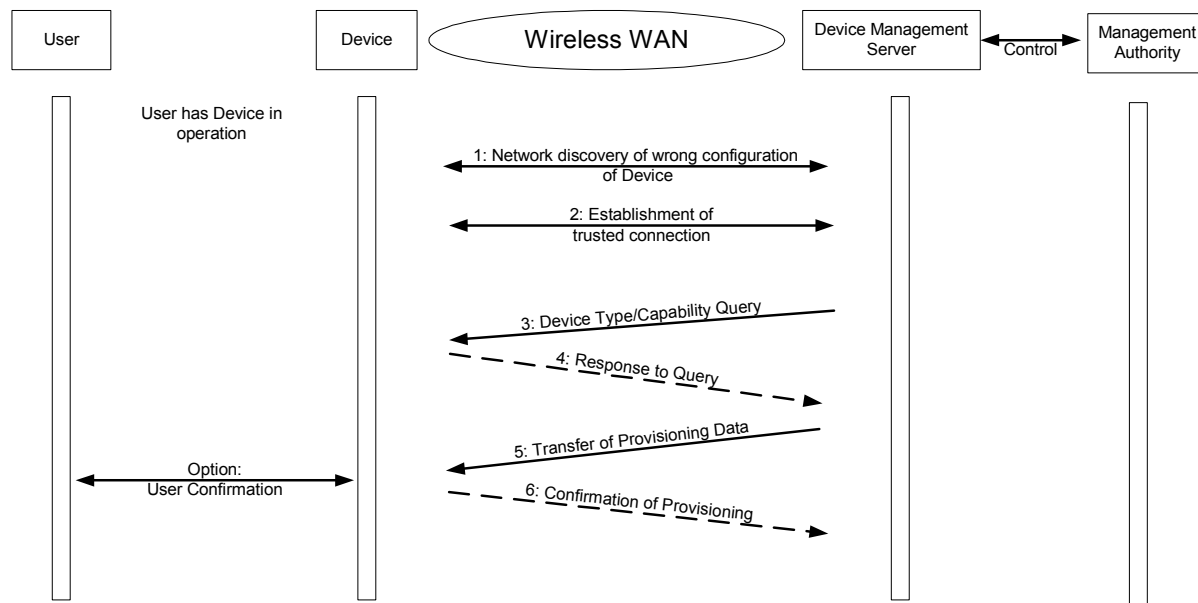 User
Device
Wireless WAN
Device Management
Server
Control
Management
Authority
User has Device in
operation
1: Network discovery of wrong configuration
of Device
2: Establishment of
trusted connection
3: Device Type/Capability Query
4: Response to Query
5: Transfer of Provisioning Data
Option:
User Confirmation
6: Confirmation of Provisioning